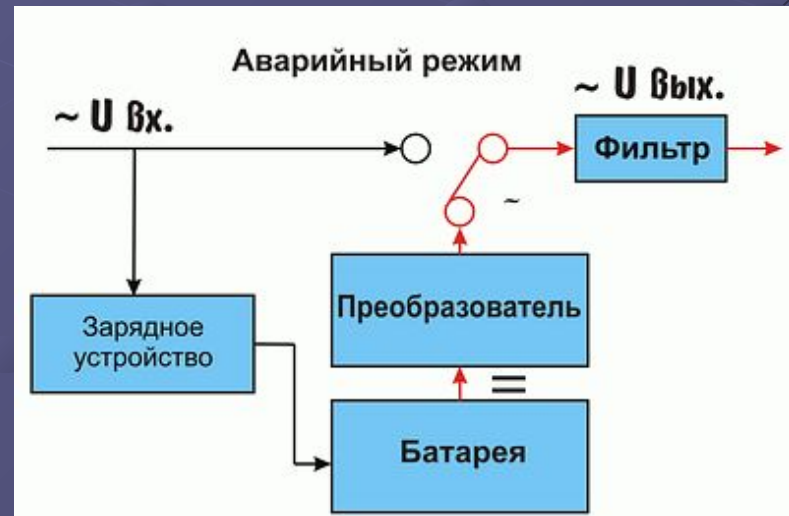 Аварийный режим
~ U вх.
~ U вых.
Фильтр
~
Преобразователь
Зарядное
устройство
=
Батарея